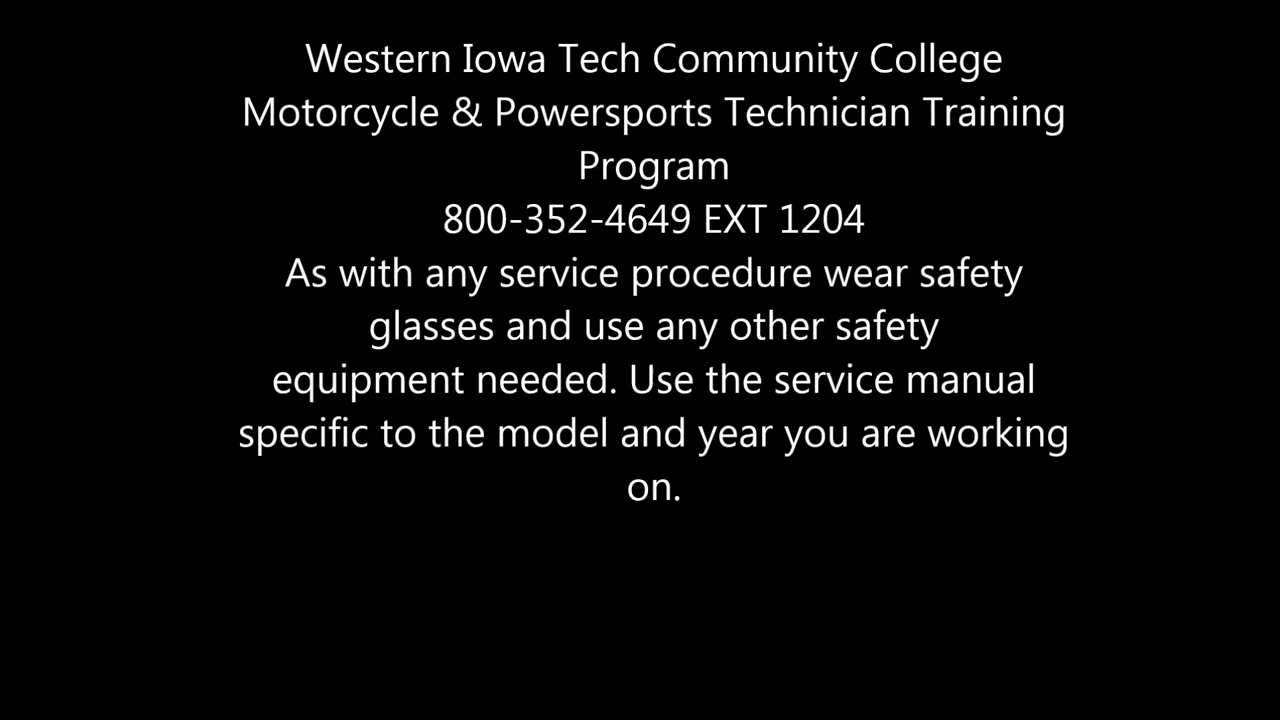 Western Iowa Tech Community College
Motorcycle & Powersports Technician Training
Program
800-352-4649 EXT 1204
As with any service procedure wear safety
glasses and use any other safety
equipment needed. Use the service manual
specific to the model and year you are working
on.